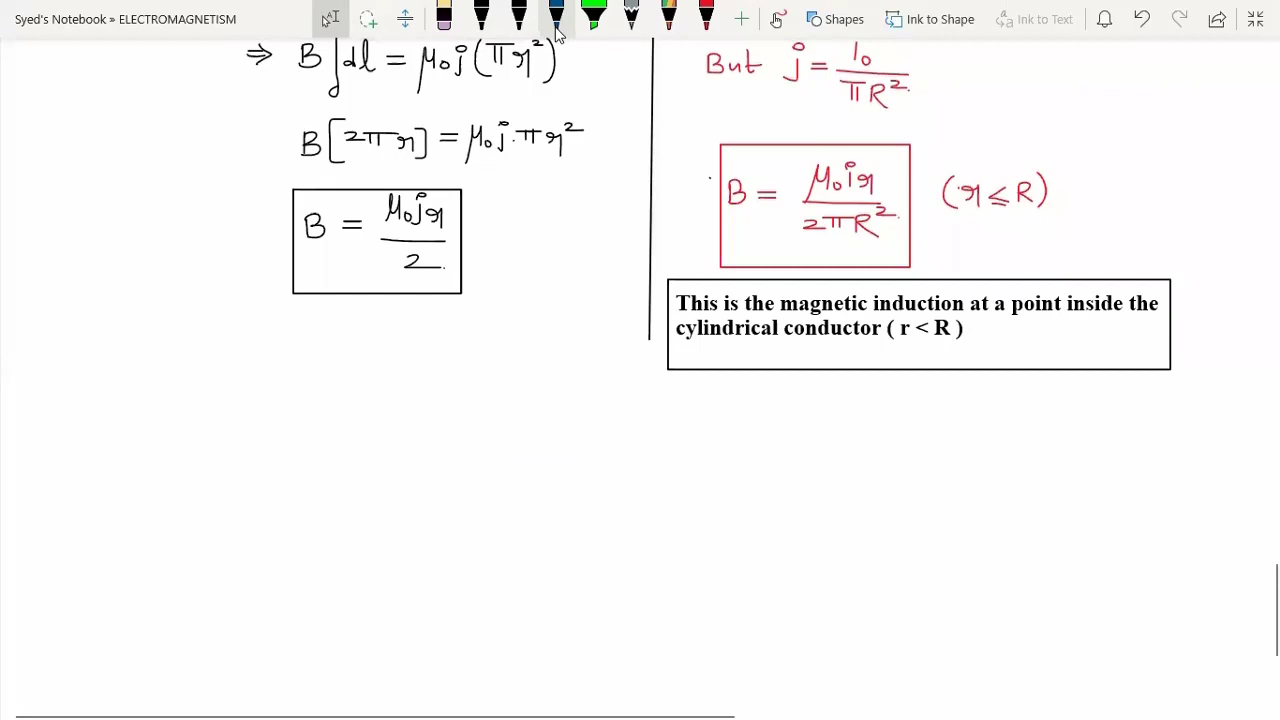 Syed's Notebook » ELECTROMAGNETISM
Shapes
Ink to Shape
Ink to Text
⇒ B ∫dl = μ₀j(πr²)
B[2πr] = μ₀j.πr²
B = μ₀jr / 2
But j = i₀ / πR²
B = μ₀ir / 2πR² (r ≤ R)
This is the magnetic induction at a point inside the
cylindrical conductor ( r < R )